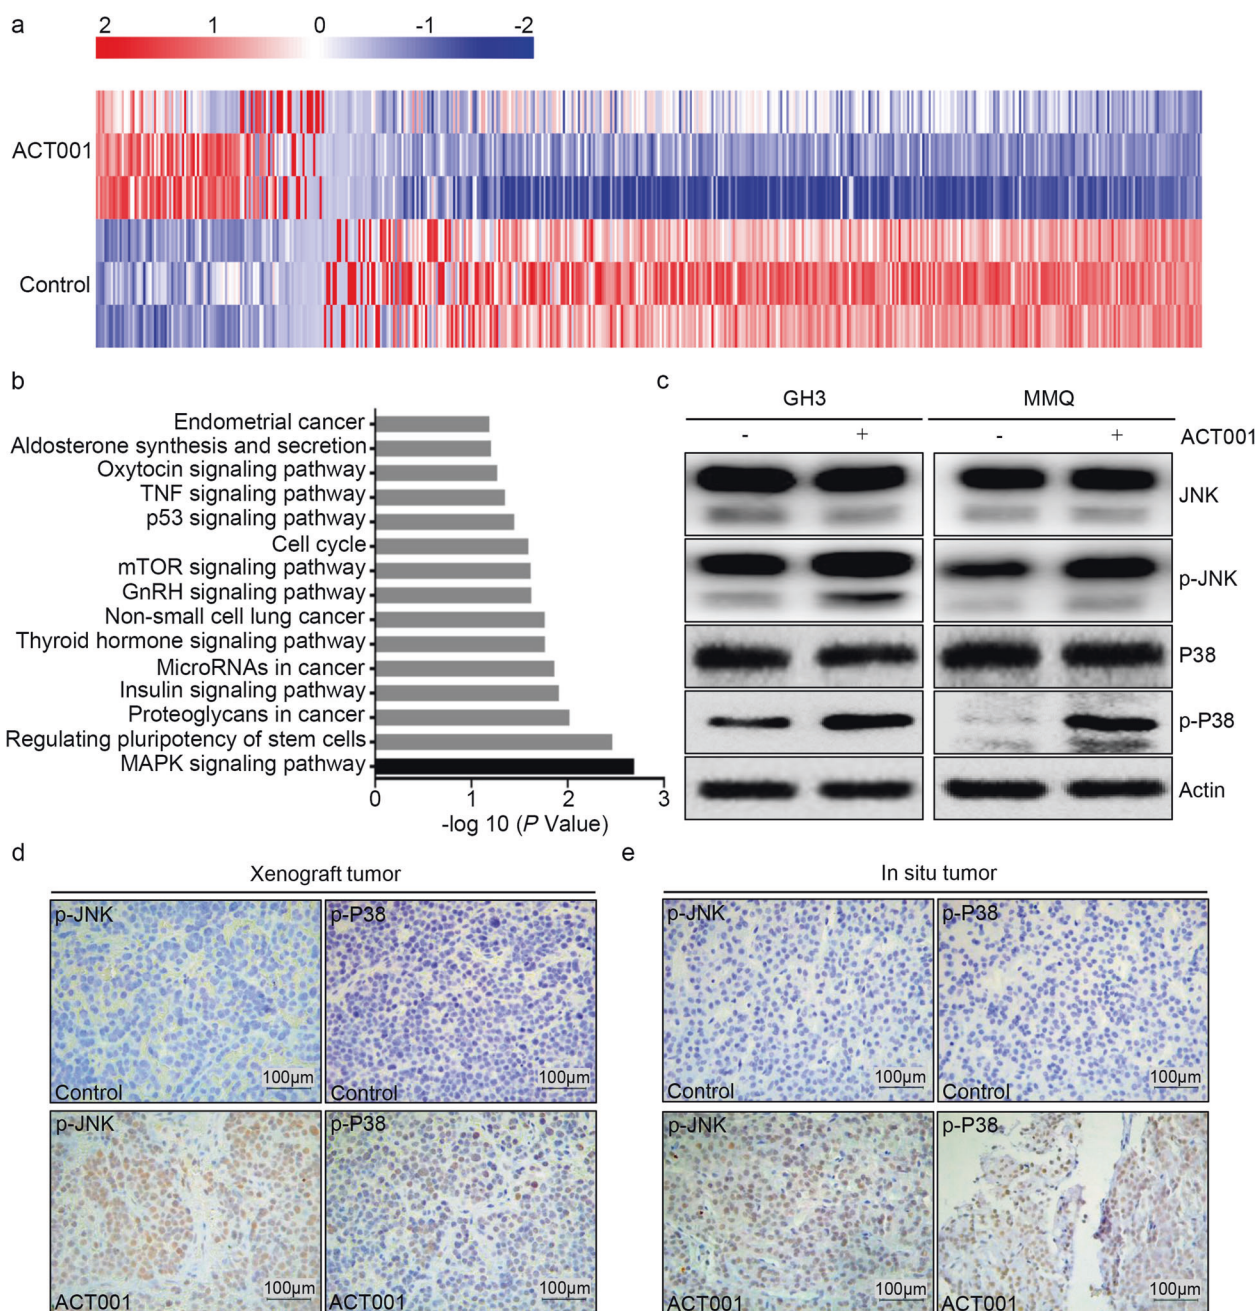 a
2 1 0 -1 -2
ACT001
Control
b
Endometrial cancer
Aldosterone synthesis and secretion
Oxytocin signaling pathway
TNF signaling pathway
p53 signaling pathway
Cell cycle
mTOR signaling pathway
GnRH signaling pathway
Non-small cell lung cancer
Thyroid hormone signaling pathway
MicroRNAs in cancer
Insulin signaling pathway
Proteoglycans in cancer
Regulating pluripotency of stem cells
MAPK signaling pathway
0 1 2 3
-log 10 (P Value)
c
GH3 MMQ
- + - + ACT001
JNK
p-JNK
P38
p-P38
Actin
d
Xenograft tumor
p-JNK p-P38
100μm 100μm
Control Control
p-JNK p-P38
100μm 100μm
ACT001 ACT001
e
In situ tumor
p-JNK p-P38
100μm 100μm
Control Control
p-JNK p-P38
100μm 100μm
ACT001 ACT001